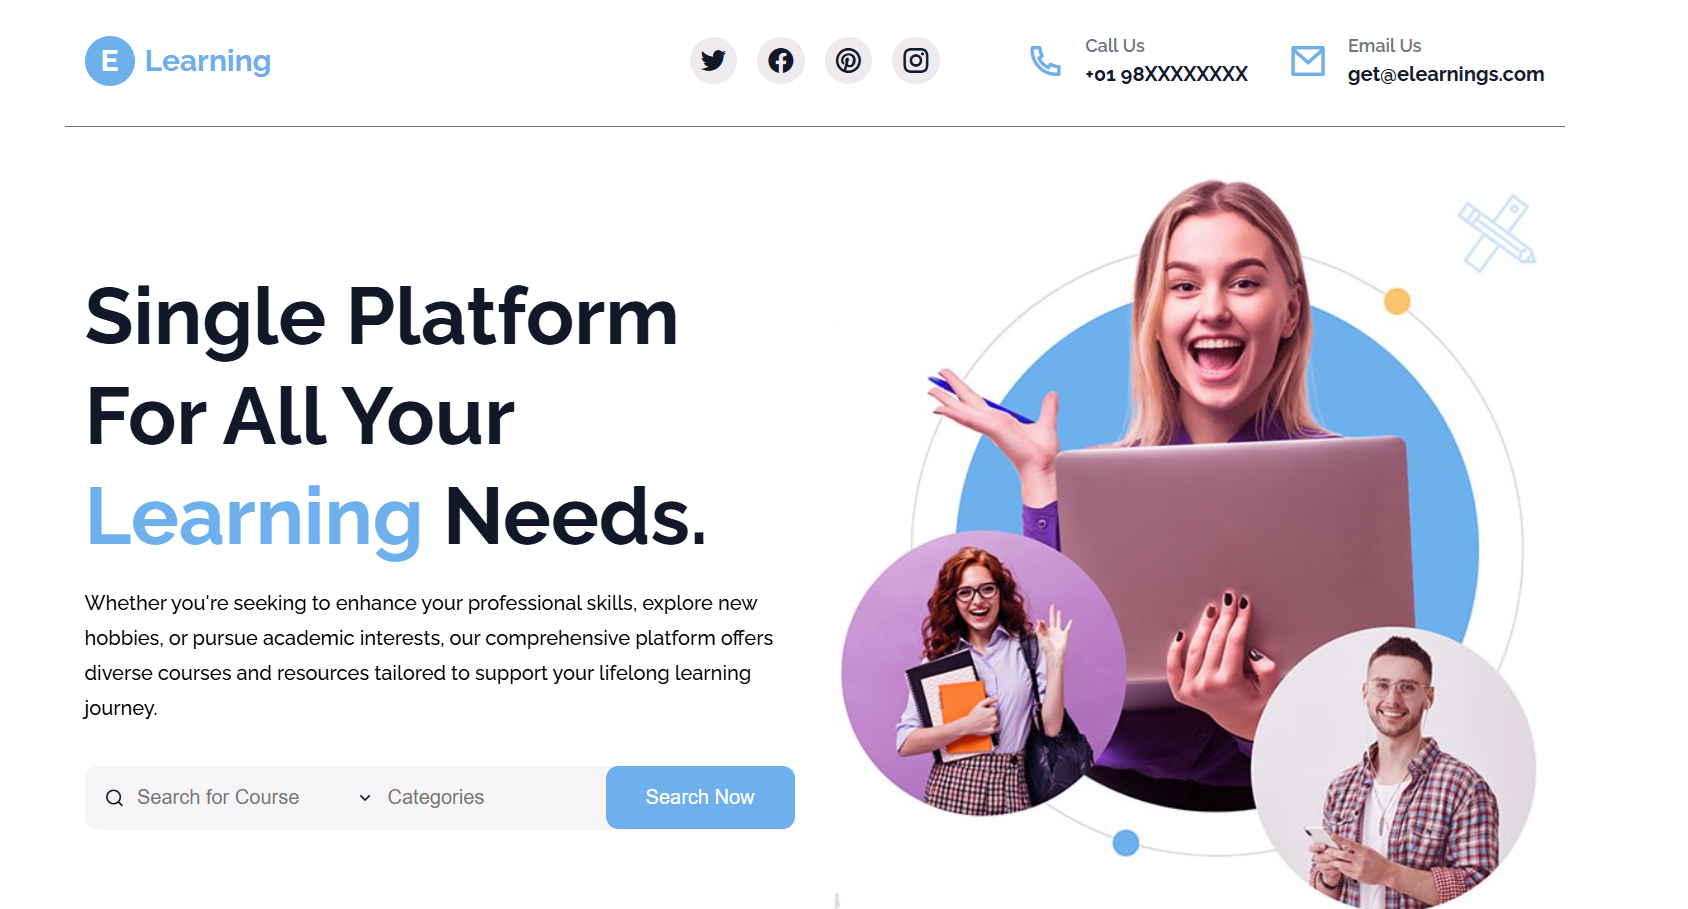 E Learning
Call Us
+01 98XXXXXXXX
Email Us
get@elearnings.com
Single Platform
For All Your
Learning Needs.
Whether you're seeking to enhance your professional skills, explore new
hobbies, or pursue academic interests, our comprehensive platform offers
diverse courses and resources tailored to support your lifelong learning
journey.
Search for Course
Categories
Search Now